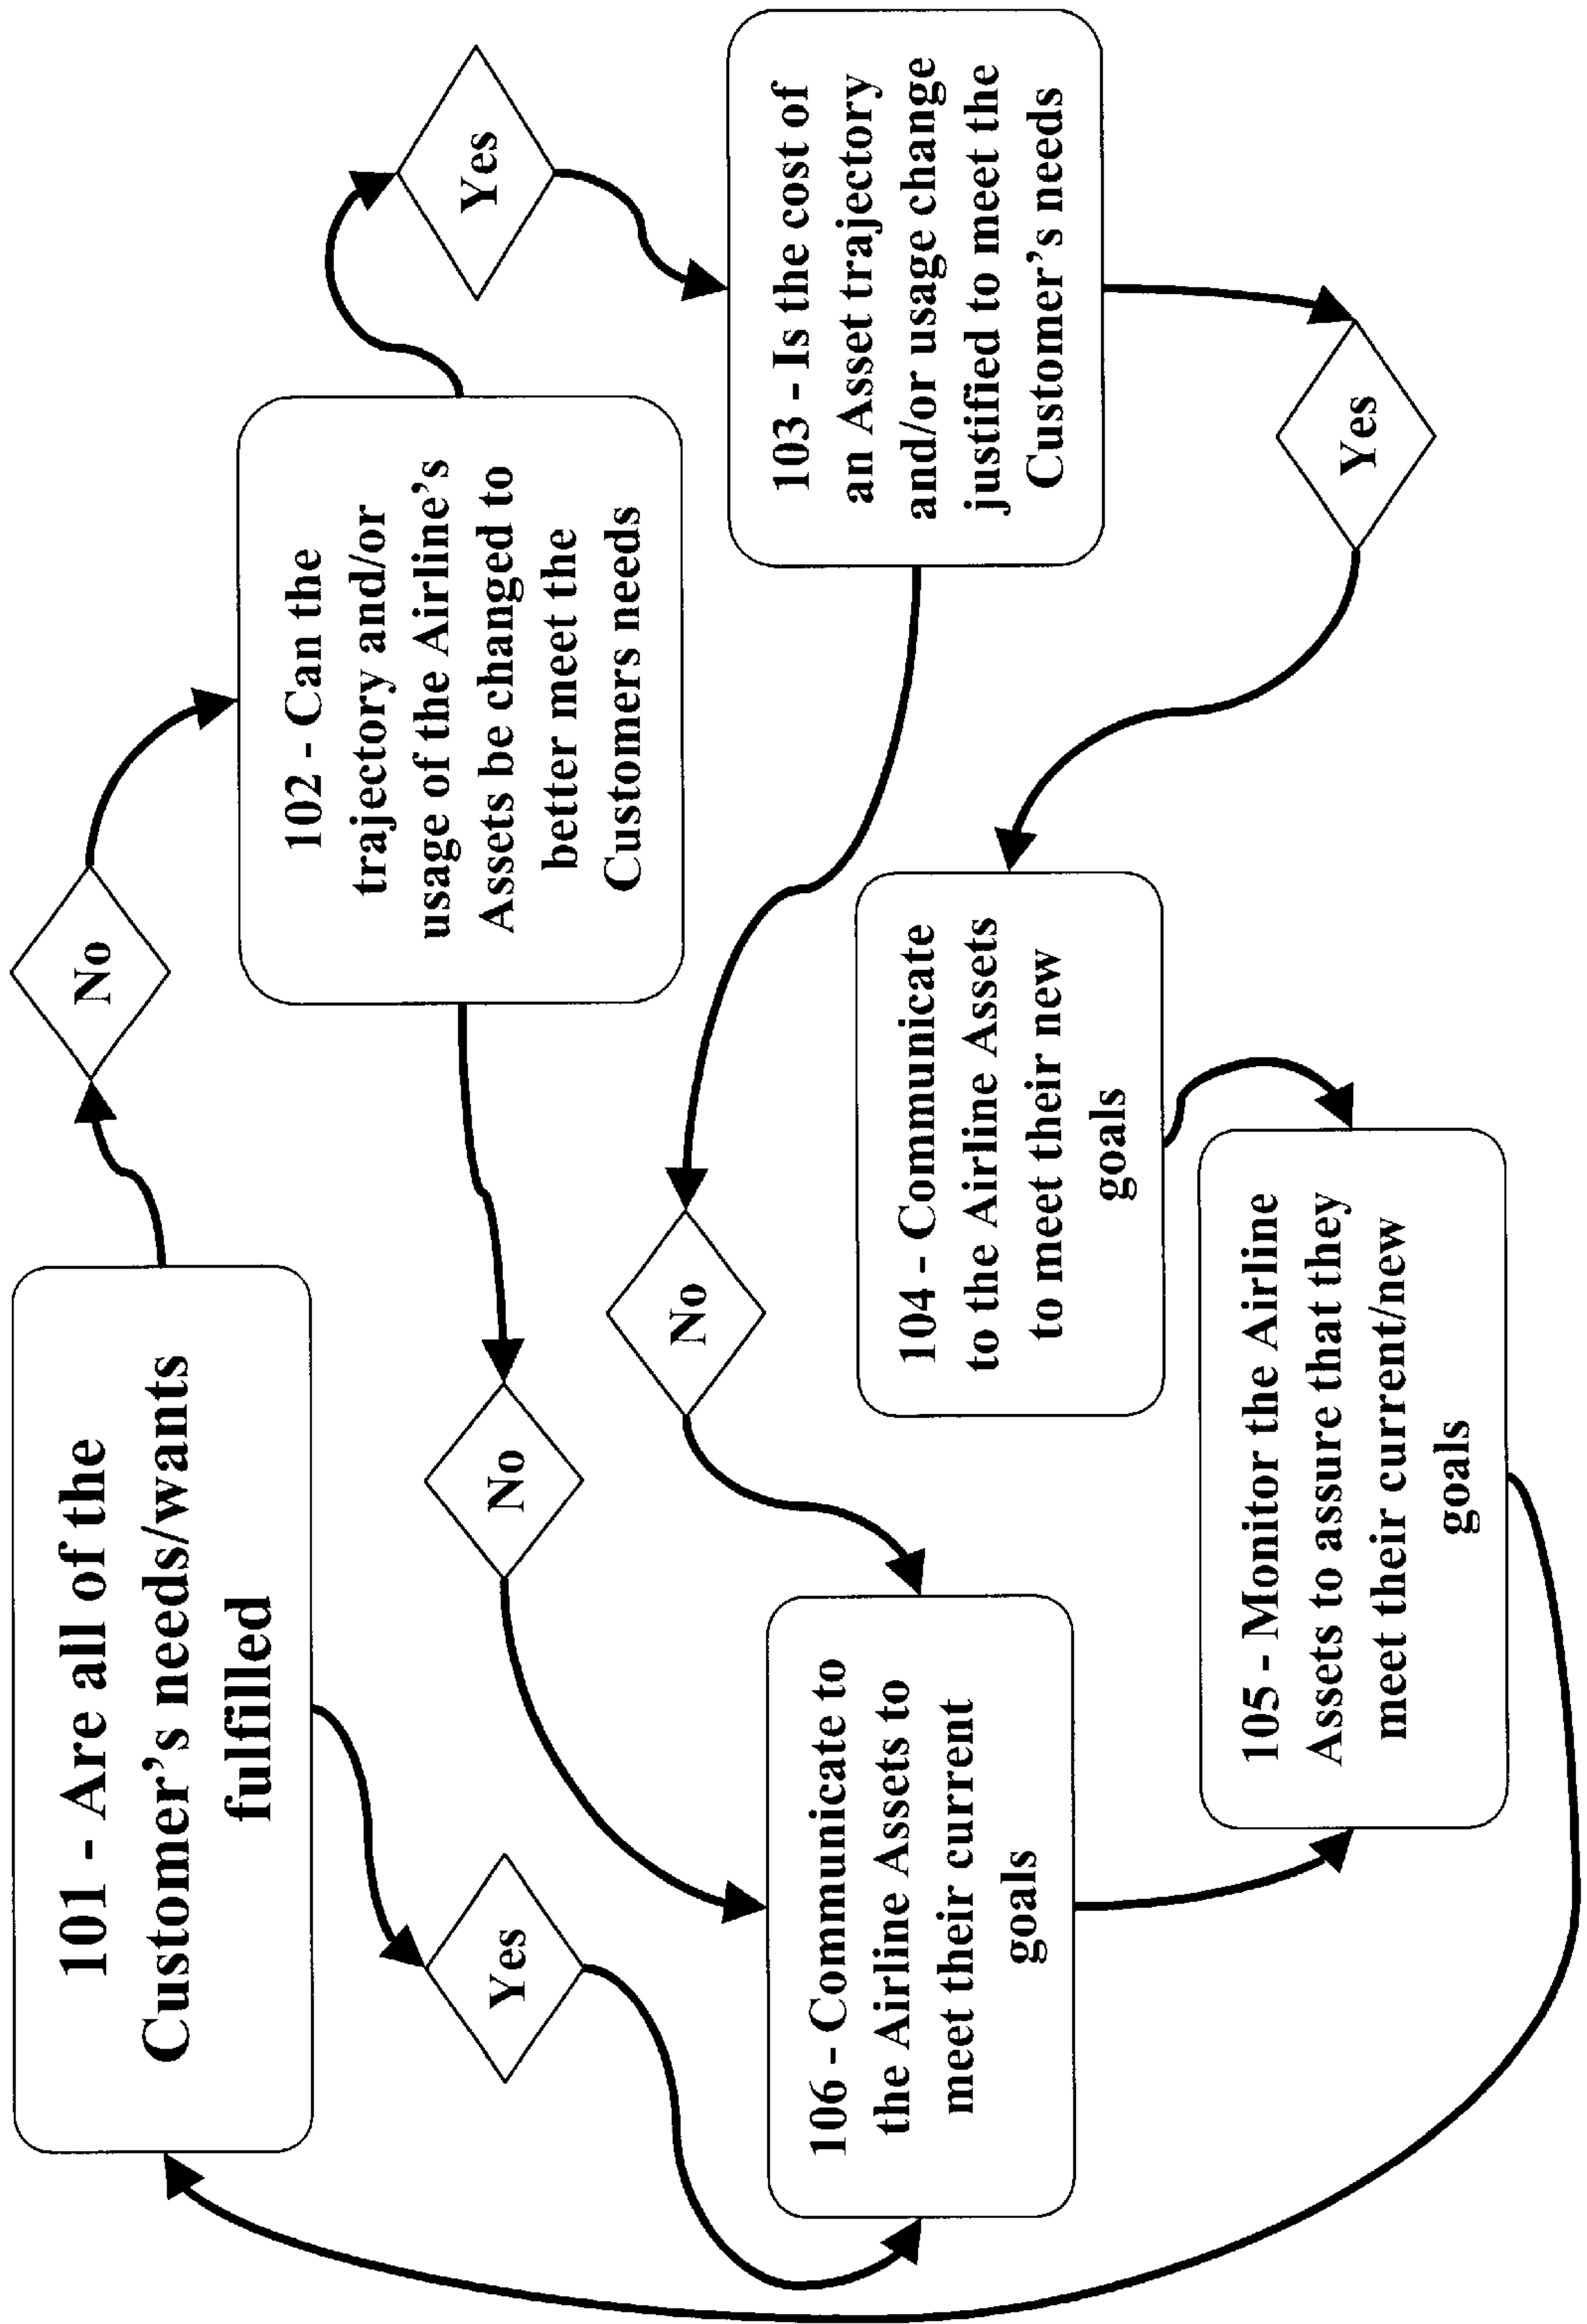 101 - Are all of the
Customer's needs/wants
fulfilled
No
Yes
102 - Can the
trajectory and/or
usage of the Airline's
Assets be changed to
better meet the
Customers needs
Yes
No
103 - Is the cost of
an Asset trajectory
and/or usage change
justified to meet the
Customer's needs
No
Yes
104 - Communicate
to the Airline Assets
to meet their new
goals
106 - Communicate to
the Airline Assets to
meet their current
goals
105 - Monitor the Airline
Assets to assure that they
meet their current/new
goals